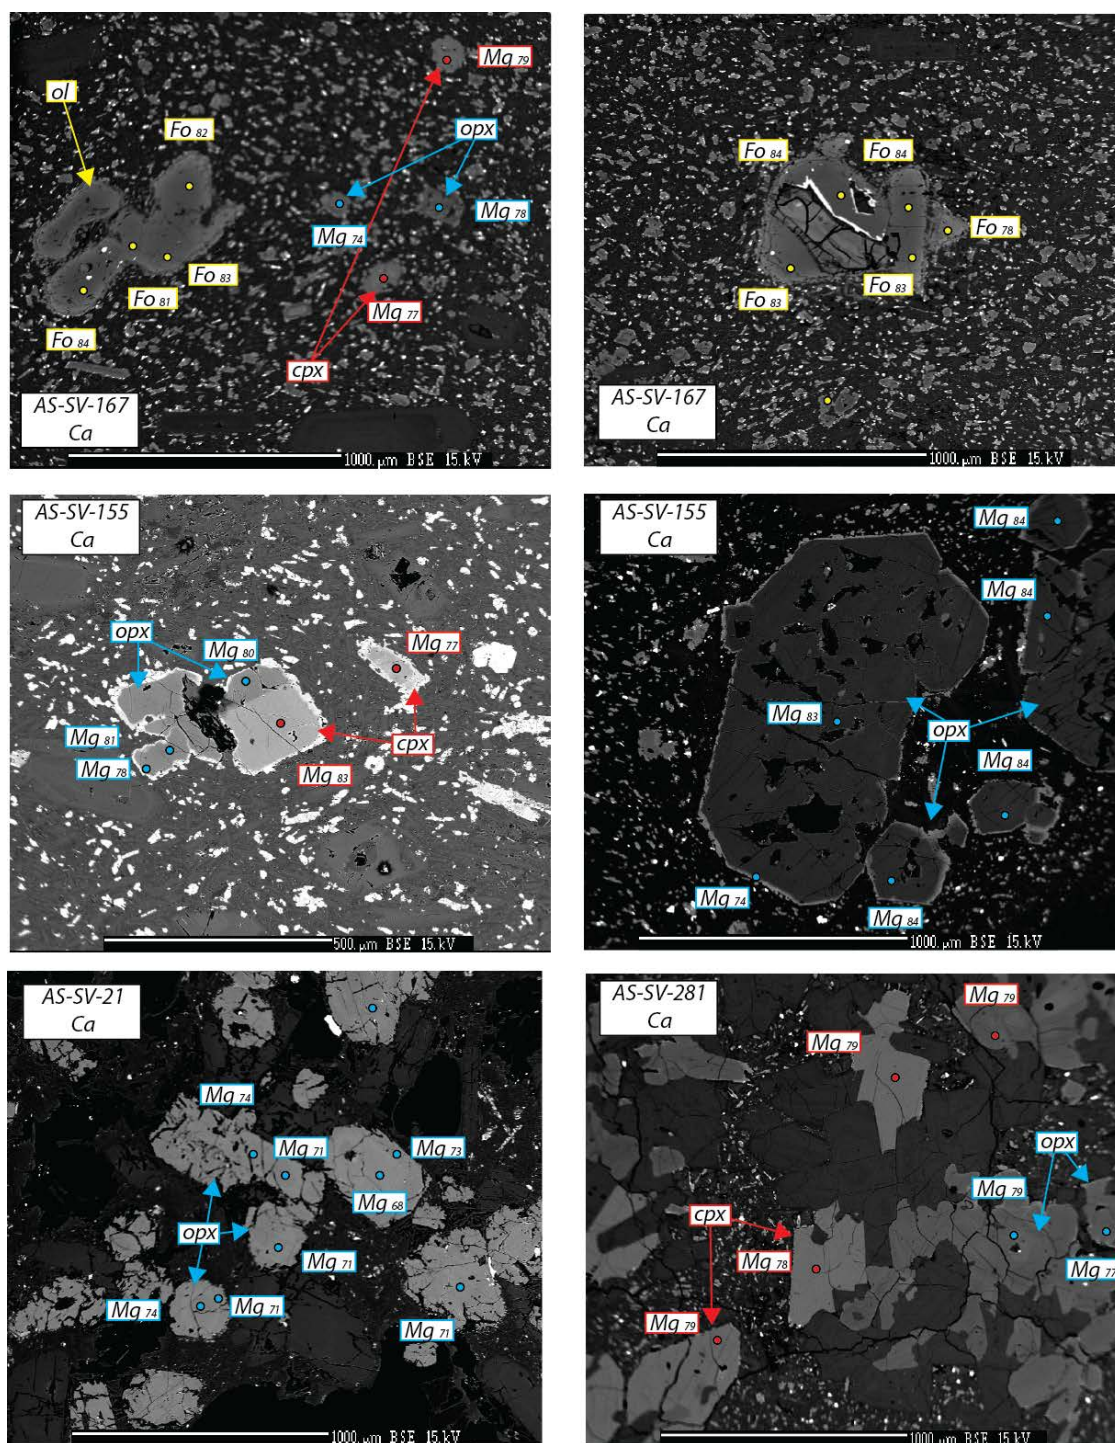 Mg 79
ol
Fo 82
opx
Mg 78
Mg 74
Fo 83
Mg 77
Fo 81
Fo 84
cpx
AS-SV-167
Ca
1000.µm BSE 15.kV
Fo 84
Fo 84
Fo 78
Fo 83
Fo 83
AS-SV-167
Ca
1000.µm BSE 15.kV
AS-SV-155
Ca
opx
Mg 80
Mg 77
Mg 81
cpx
Mg 78
Mg 83
500.µm BSE 15.kV
AS-SV-155
Ca
Mg 84
Mg 84
Mg 83
opx
Mg 84
Mg 74
Mg 84
1000.µm BSE 15.kV
AS-SV-21
Ca
Mg 74
Mg 71
Mg 73
Mg 68
opx
Mg 71
Mg 74
Mg 71
Mg 71
1000.µm BSE 15.kV
AS-SV-281
Ca
Mg 79
Mg 79
opx
Mg 79
cpx
Mg 78
Mg 77
Mg 79
1000.µm BSE 15.kV